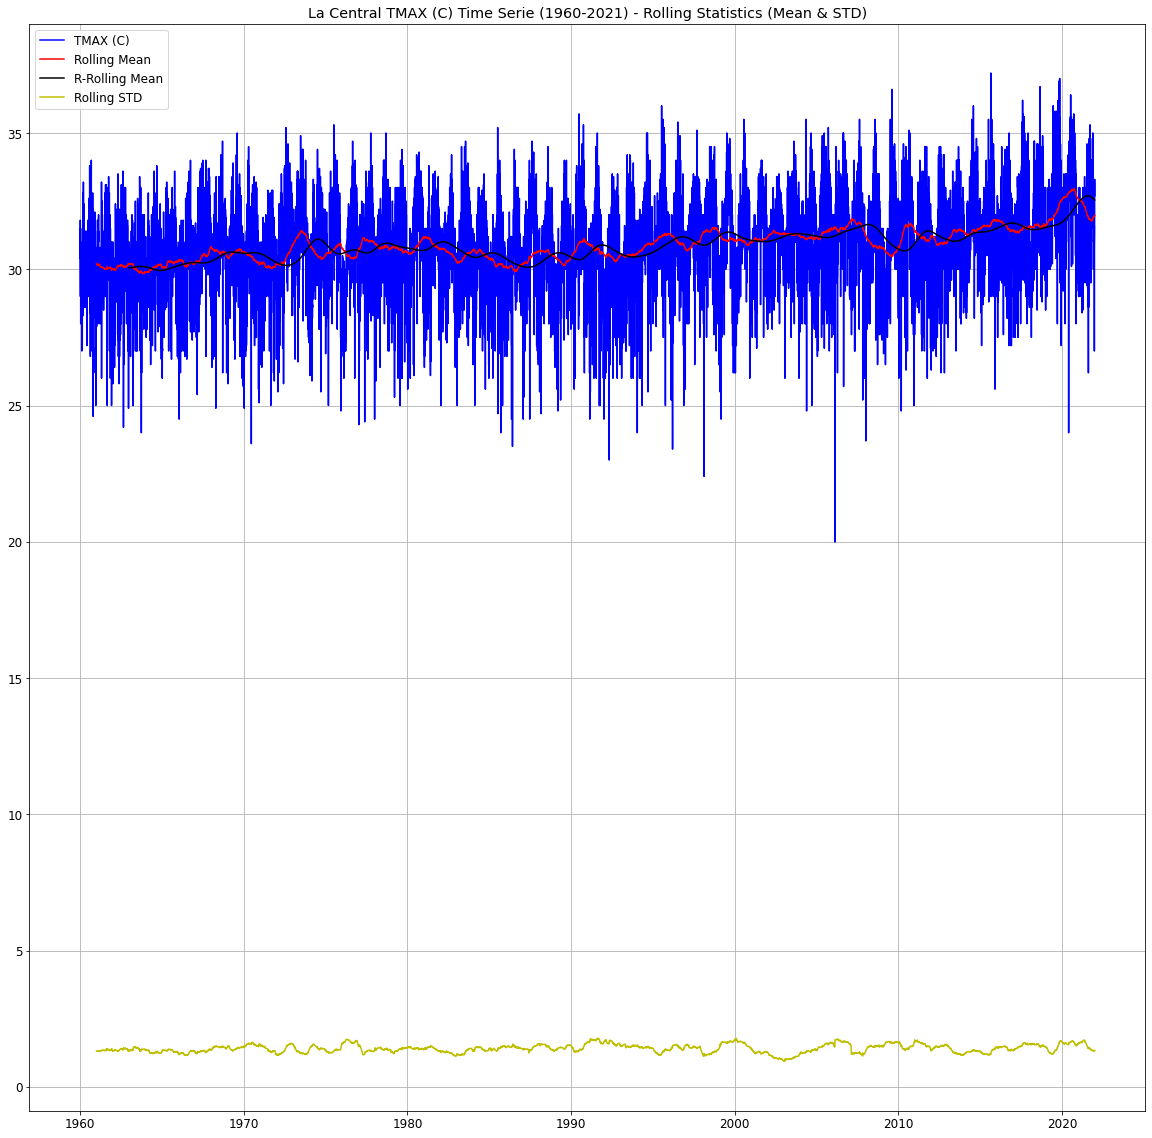 La Central TMAX (C) Time Serie (1960-2021) - Rolling Statistics (Mean & STD)
TMAX (C)
Rolling Mean
R-Rolling Mean
Rolling STD
35
30
25
20
15
10
5
0
1960 1970 1980 1990 2000 2010 2020